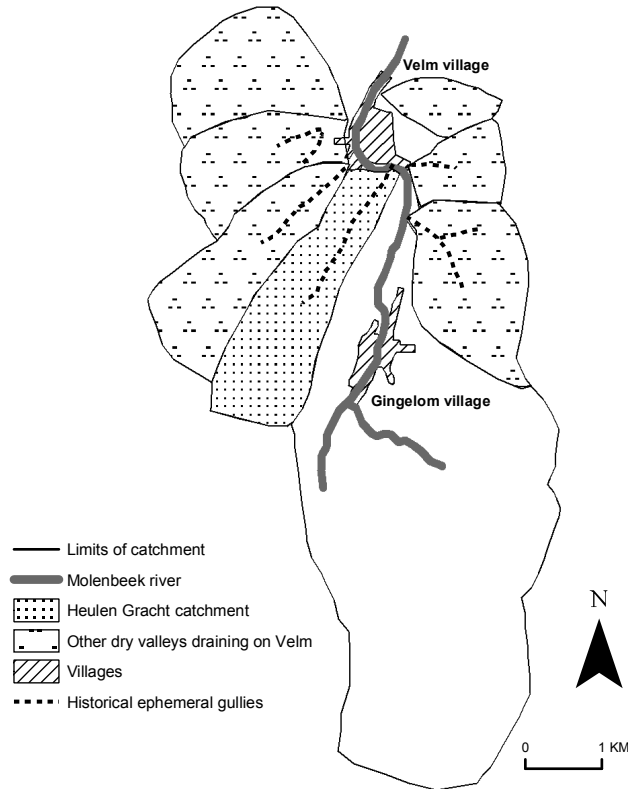 Velm village
Gingelom village
Limits of catchment
Molenbeek river
Heulen Gracht catchment
Other dry valleys draining on Velm
Villages
Historical ephemeral gullies
N
0 1 KM